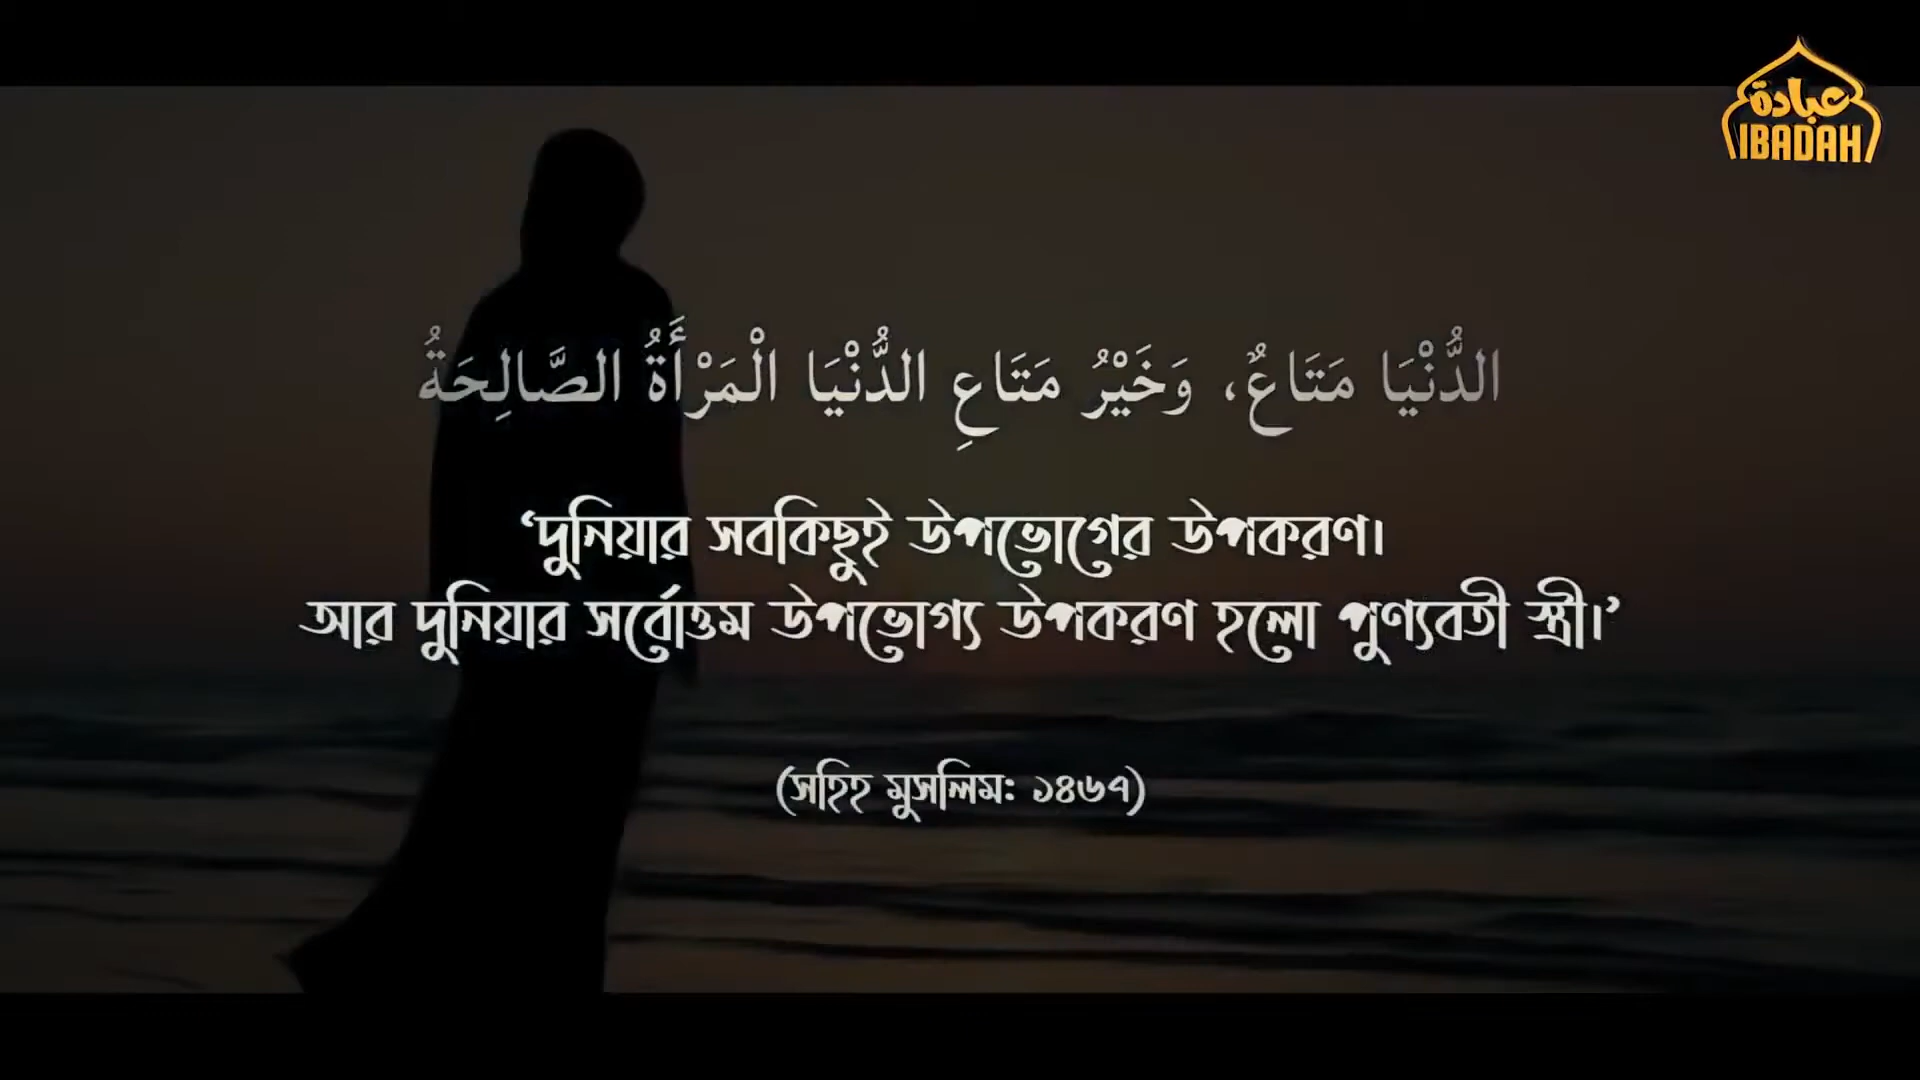 عبادة
IBADAH
الدُّنْيَا مَتَاعٌ، وَخَيْرُ مَتَاعِ الدُّنْيَا الْمَرْأَةُ الصَّالِحَةُ
‘দুনিয়ার সবকিছুই উপভোগের উপকরণ।
আর দুনিয়ার সর্বোত্তম উপভোগ্য উপকরণ হলো পুণ্যবতী স্ত্রী।’
(সহিহ মুসলিম: ১৪৬৭)